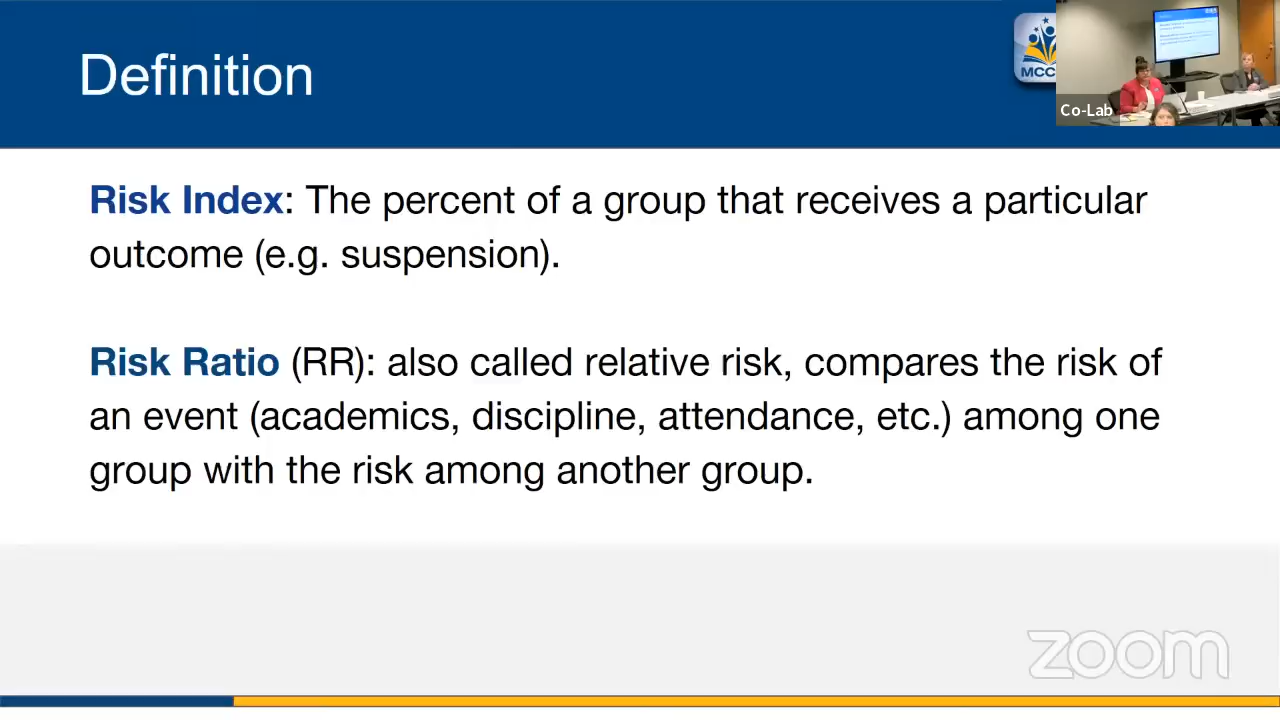 Definition
MCC
Co-Lab
Risk Index: The percent of a group that receives a particular
outcome (e.g. suspension).
Risk Ratio (RR): also called relative risk, compares the risk of
an event (academics, discipline, attendance, etc.) among one
group with the risk among another group.
zoom